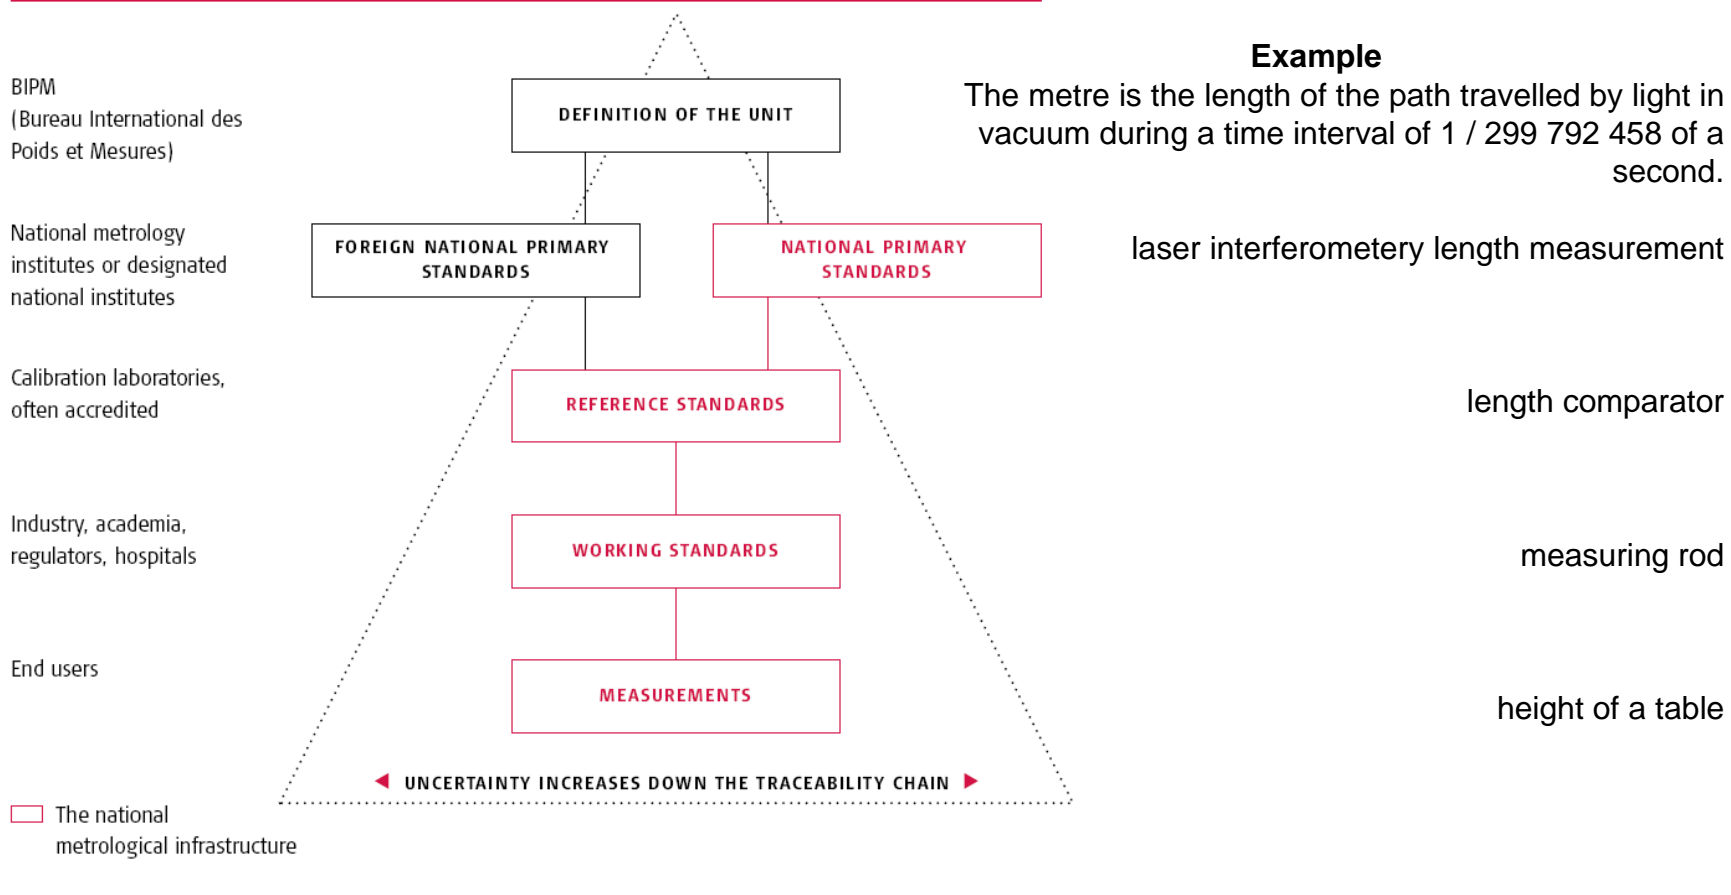 Example
BIPM
(Bureau International des
Poids et Mesures)
DEFINITION OF THE UNIT
The metre is the length of the path travelled by light in
vacuum during a time interval of 1 / 299 792 458 of a
second.
National metrology
institutes or designated
national institutes
FOREIGN NATIONAL PRIMARY
STANDARDS
NATIONAL PRIMARY
STANDARDS
laser interferometery length measurement
Calibration laboratories,
often accredited
REFERENCE STANDARDS
length comparator
Industry, academia,
regulators, hospitals
WORKING STANDARDS
measuring rod
End users
MEASUREMENTS
height of a table
UNCERTAINTY INCREASES DOWN THE TRACEABILITY CHAIN
The national
metrological infrastructure